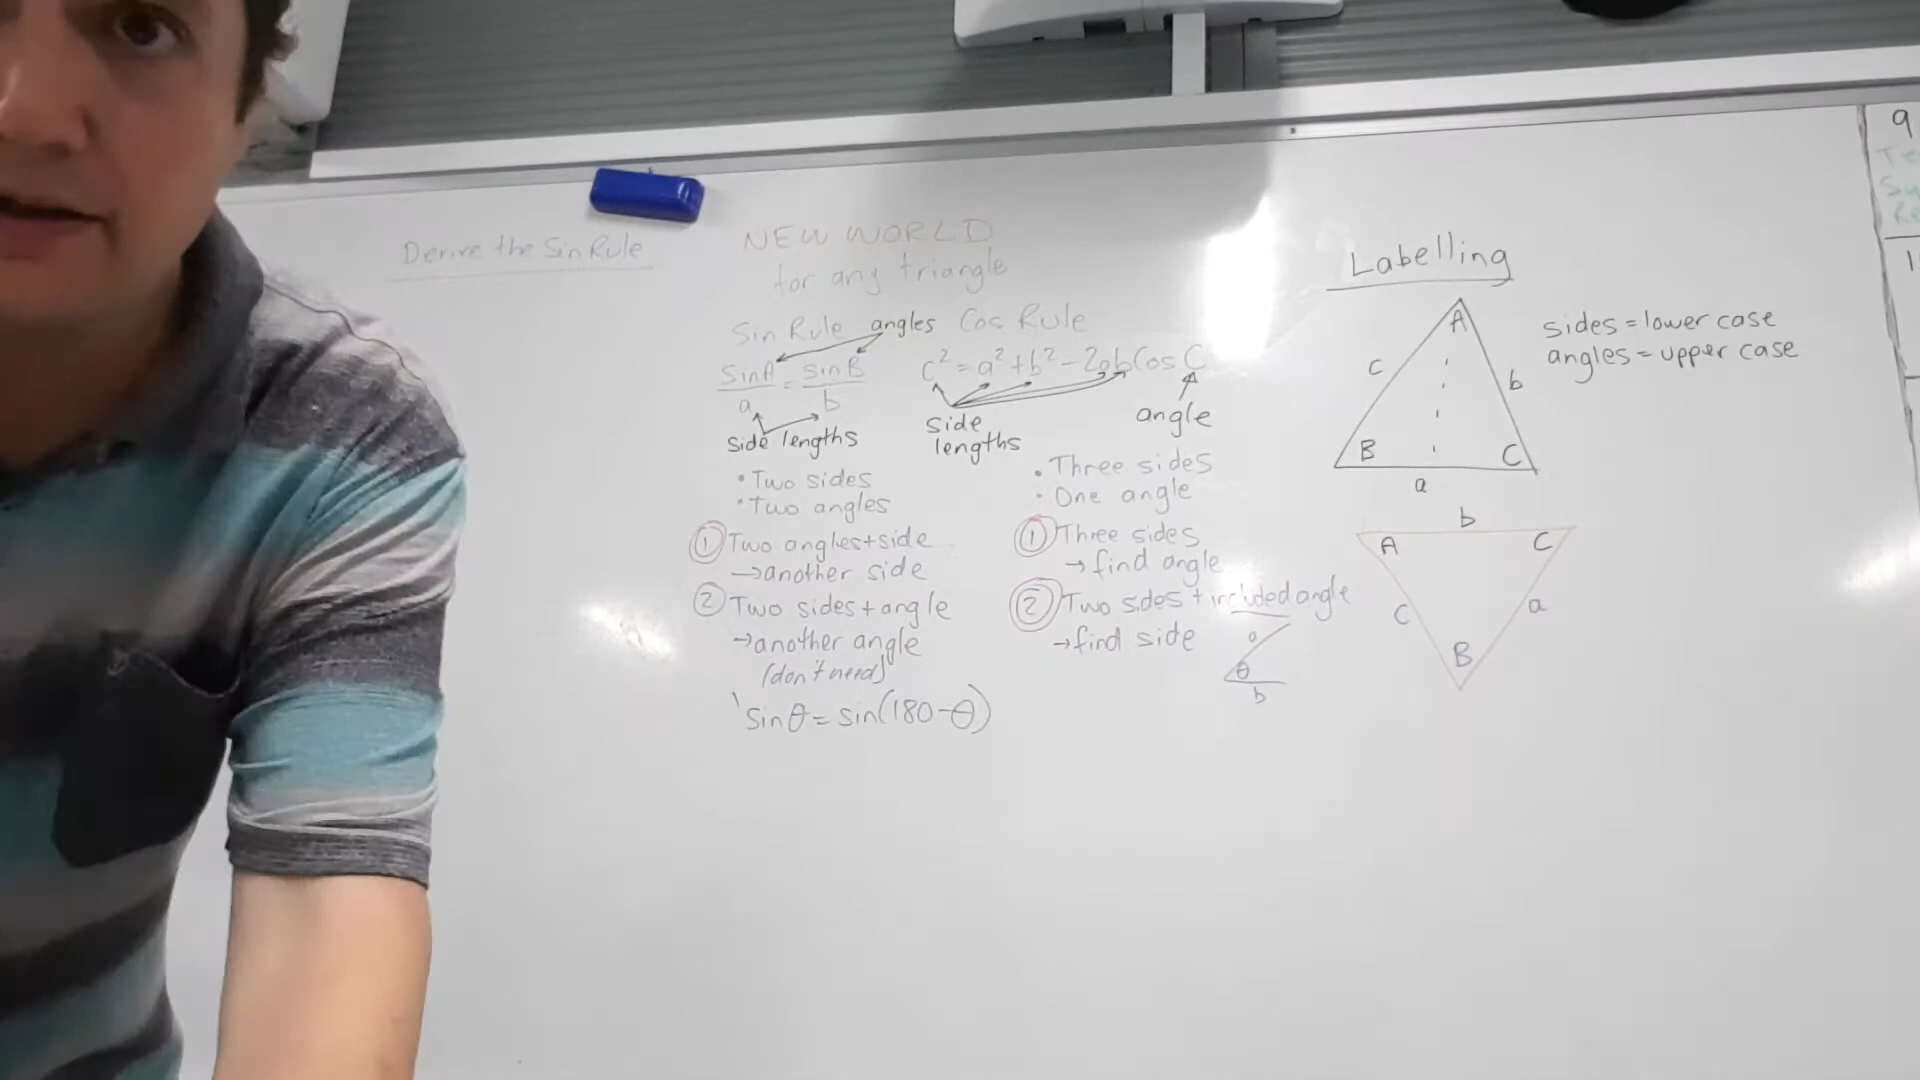 Derive the Sin Rule
NEW WORLD
for any triangle
Sin Rule
angles
Cos Rule
sinA/a = sinB/b
side lengths
• Two sides
• Two angles
① Two angles + side
→ another side
② Two sides + angle
→ another angle
(don't need)
sinθ = sin(180-θ)
c² = a² + b² - 2abCosC
side
lengths
angle
• Three sides
• One angle
① Three sides
→ find angle
② Two sides + included angle
→ find side
a
θ
b
Labelling
A
c
b
B
C
a
sides = lower case
angles = upper case
b
A
C
c
a
B
9